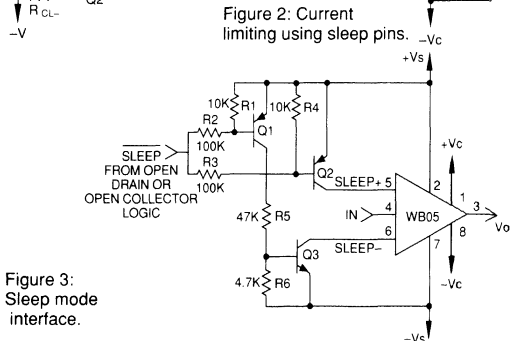 R CL–
Q2
–V
Figure 2: Current
limiting using sleep pins.
–Vc
+Vs
10K R1
10K R4
R2
100K
Q1
+Vc
SLEEP
R3
100K
FROM OPEN
DRAIN OR
OPEN COLLECTOR
LOGIC
Q2
SLEEP+ 5
2
1
IN
4
WB05
3
Vo
47K R5
6
SLEEP–
7
8
Q3
–Vc
4.7K R6
Figure 3:
Sleep mode
interface.
–Vs